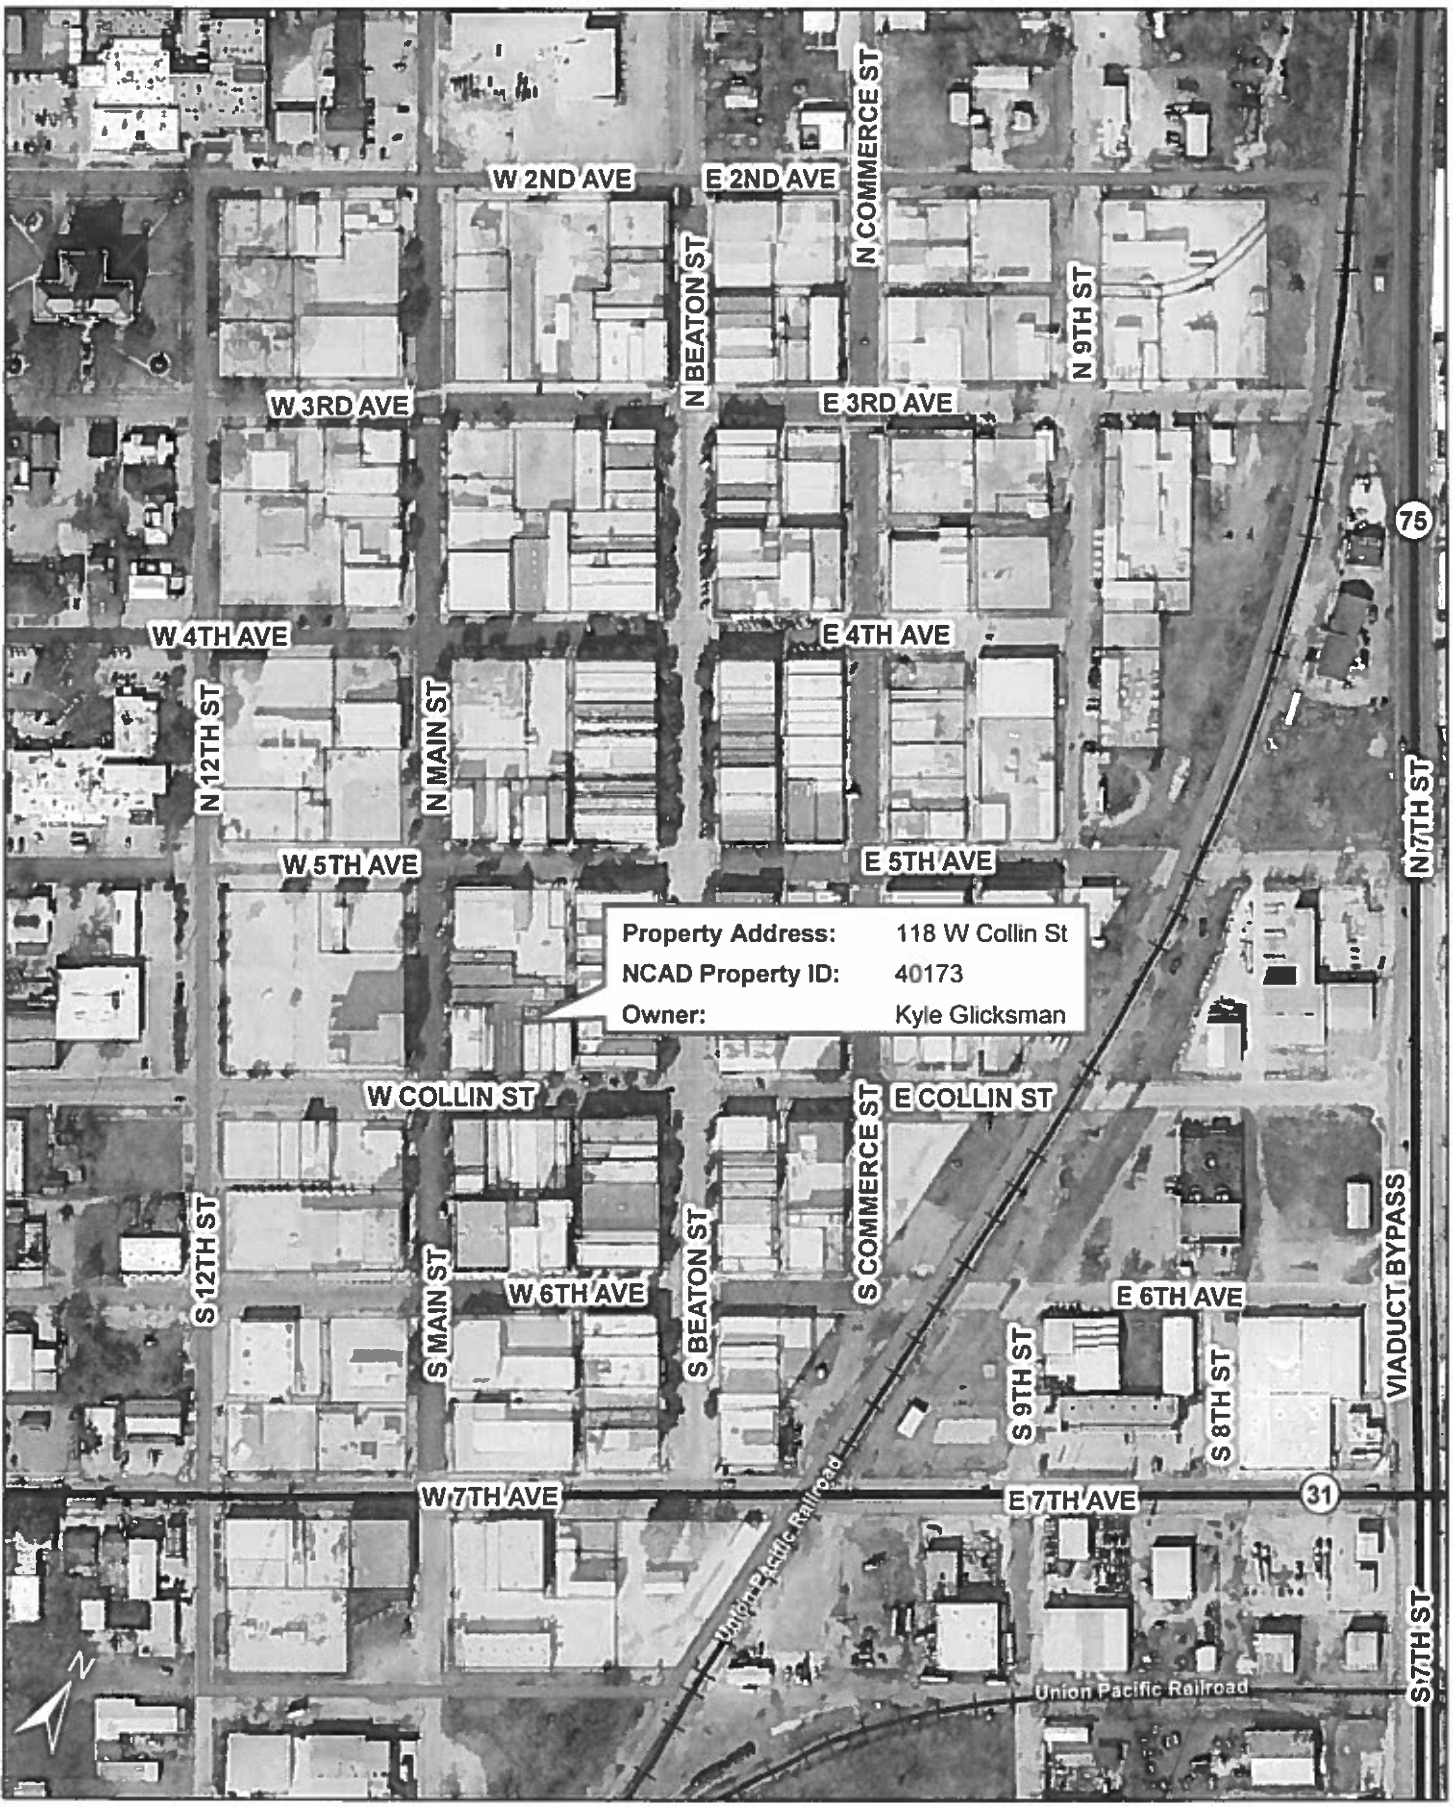 N COMMERCE ST
W 2ND AVE
E 2ND AVE
N BEATON ST
N 9TH ST
W 3RD AVE
E 3RD AVE
75
W 4TH AVE
E 4TH AVE
N 12TH ST
N MAIN ST
N 7TH ST
W 5TH AVE
E 5TH AVE
Property Address: 118 W Collin St
NCAD Property ID: 40173
Owner: Kyle Glicksman
W COLLIN ST
E COLLIN ST
S COMMERCE ST
VIADUCT BYPASS
S 12TH ST
S MAIN ST
S BEATON ST
W 6TH AVE
E 6TH AVE
S 9TH ST
S 8TH ST
W 7TH AVE
E 7TH AVE
31
Union Pacific Railroad
S 7TH ST
Union Pacific Railroad
N